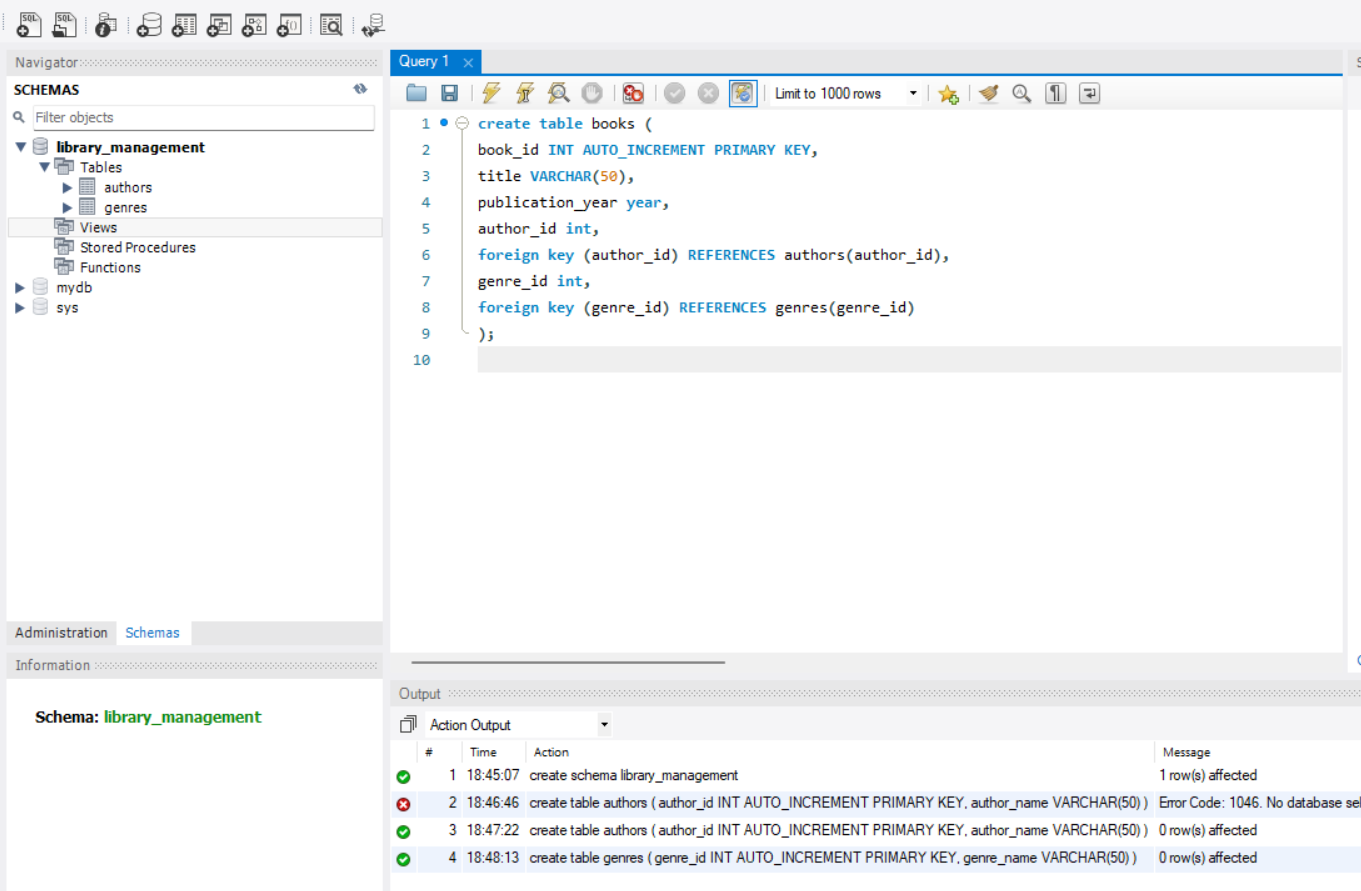 Navigator
SCHEMAS
Filter objects
library_management
Tables
authors
genres
Views
Stored Procedures
Functions
mydb
sys
Administration Schemas
Information
Schema: library_management
Query 1
Limit to 1000 rows
1 create table books (
2 book_id INT AUTO_INCREMENT PRIMARY KEY,
3 title VARCHAR(50),
4 publication_year year,
5 author_id int,
6 foreign key (author_id) REFERENCES authors(author_id),
7 genre_id int,
8 foreign key (genre_id) REFERENCES genres(genre_id)
9 );
10
Output
Action Output
# Time Action Message
1 18:45:07 create schema library_management 1 row(s) affected
2 18:46:46 create table authors ( author_id INT AUTO_INCREMENT PRIMARY KEY, author_name VARCHAR(50) ) Error Code: 1046. No database sel
3 18:47:22 create table authors ( author_id INT AUTO_INCREMENT PRIMARY KEY, author_name VARCHAR(50) ) 0 row(s) affected
4 18:48:13 create table genres ( genre_id INT AUTO_INCREMENT PRIMARY KEY, genre_name VARCHAR(50) ) 0 row(s) affected